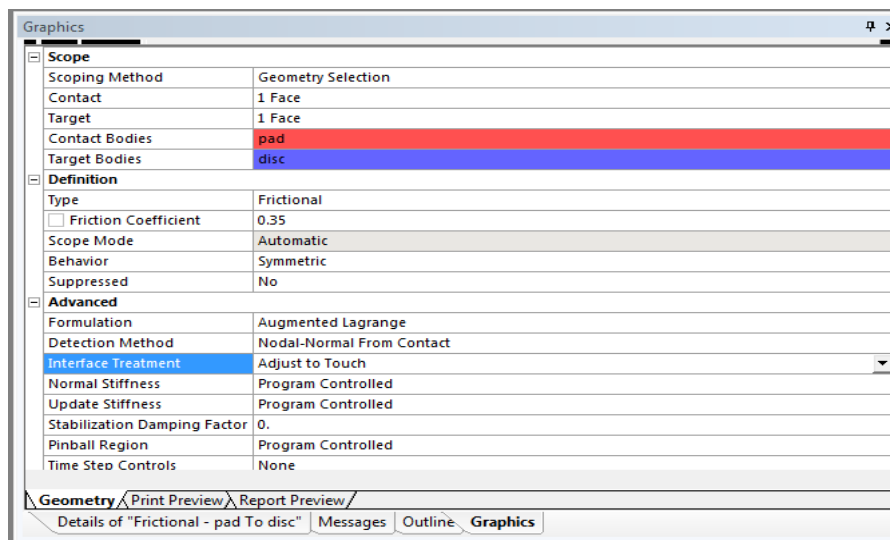 Graphics
Scope
Scoping Method Geometry Selection
Contact 1 Face
Target 1 Face
Contact Bodies pad
Target Bodies disc
Definition
Type Frictional
Friction Coefficient 0.35
Scope Mode Automatic
Behavior Symmetric
Suppressed No
Advanced
Formulation Augmented Lagrange
Detection Method Nodal-Normal From Contact
Interface Treatment Adjust to Touch
Normal Stiffness Program Controlled
Update Stiffness Program Controlled
Stabilization Damping Factor 0.
Pinball Region Program Controlled
Time Step Controls None
Geometry Print Preview Report Preview
Details of "Frictional - pad To disc" Messages Outline Graphics